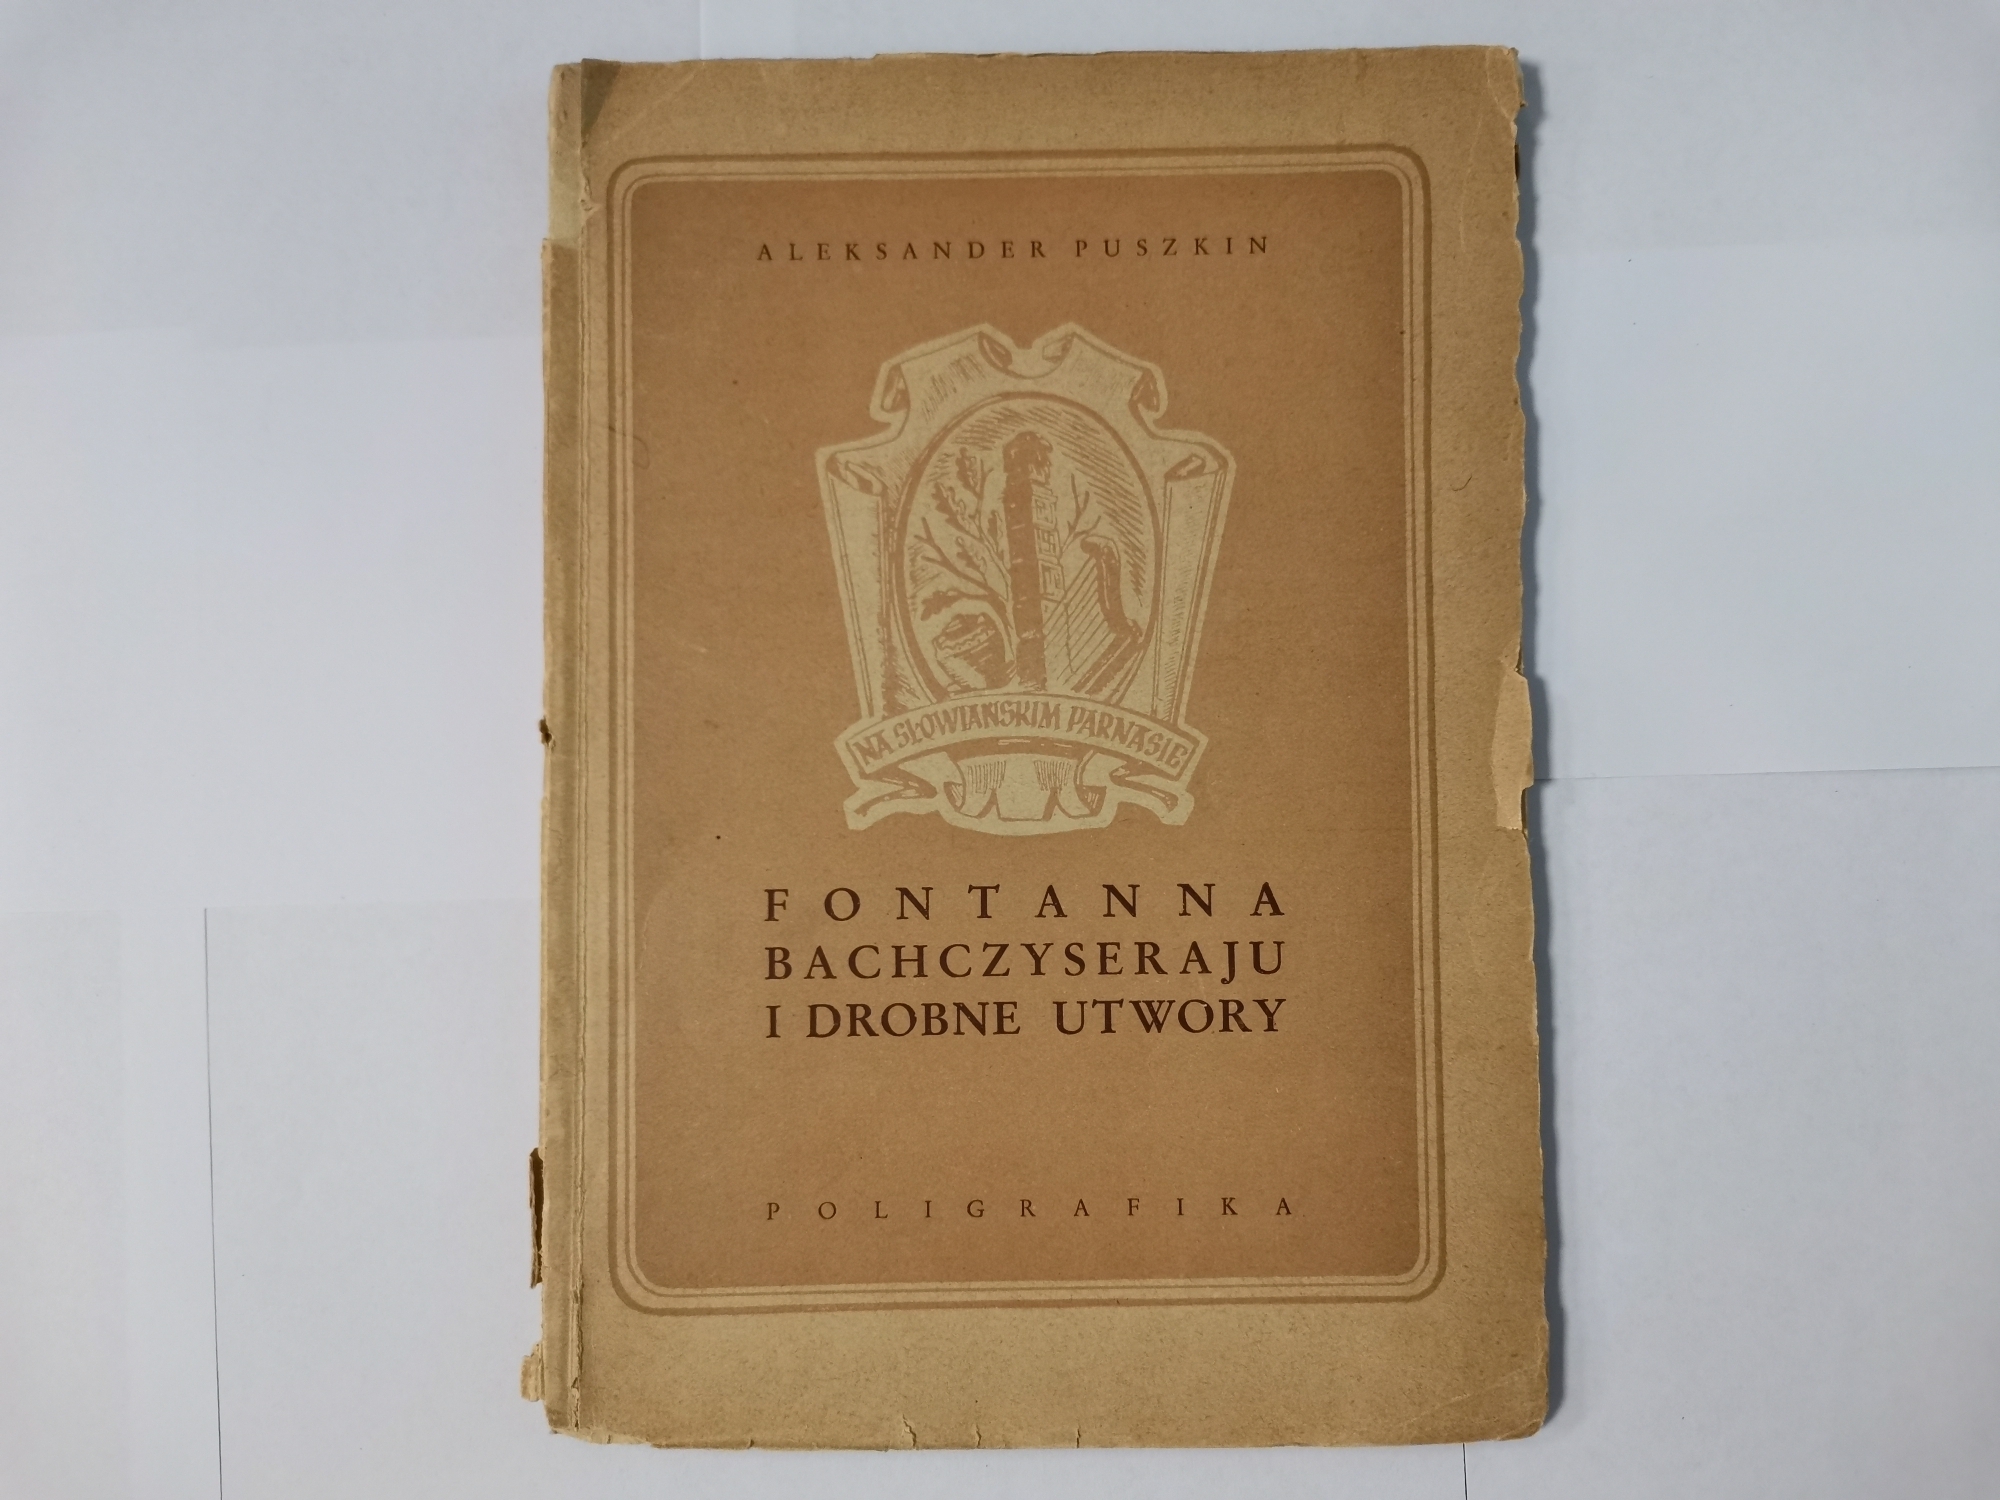 ALEKSANDER PUSZKIN
NA SŁOWIAŃSKIM PARNASIE
FONTANNA
BACHCZYSERAJU
I DROBNE UTWORY
POLIGRAFIKA